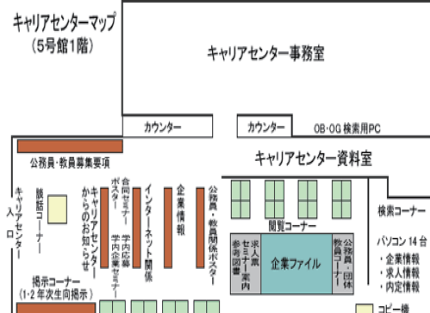 キャリアセンターマップ
(5号館1階)
キャリアセンター事務室
カウンター
カウンター
OB・OG 検索用PC
公務員・教員募集要項
キャリアセンター資料室
キャリアセンター
入口
談話コーナー
キャリアセンター
からのお知らせ
合同セミナー 学内応募
ポスター 学内企業セミナー
インターネット関係
企業情報
公務員・教員関係ポスター
閲覧コーナー
求人票
セミナー案内
参考図書
企業ファイル
公務員・団体
教員コーナー
検索コーナー
パソコン 14台
・企業情報
・求人情報
・内定情報
掲示コーナー
(1・2年次生向掲示)
コピー機